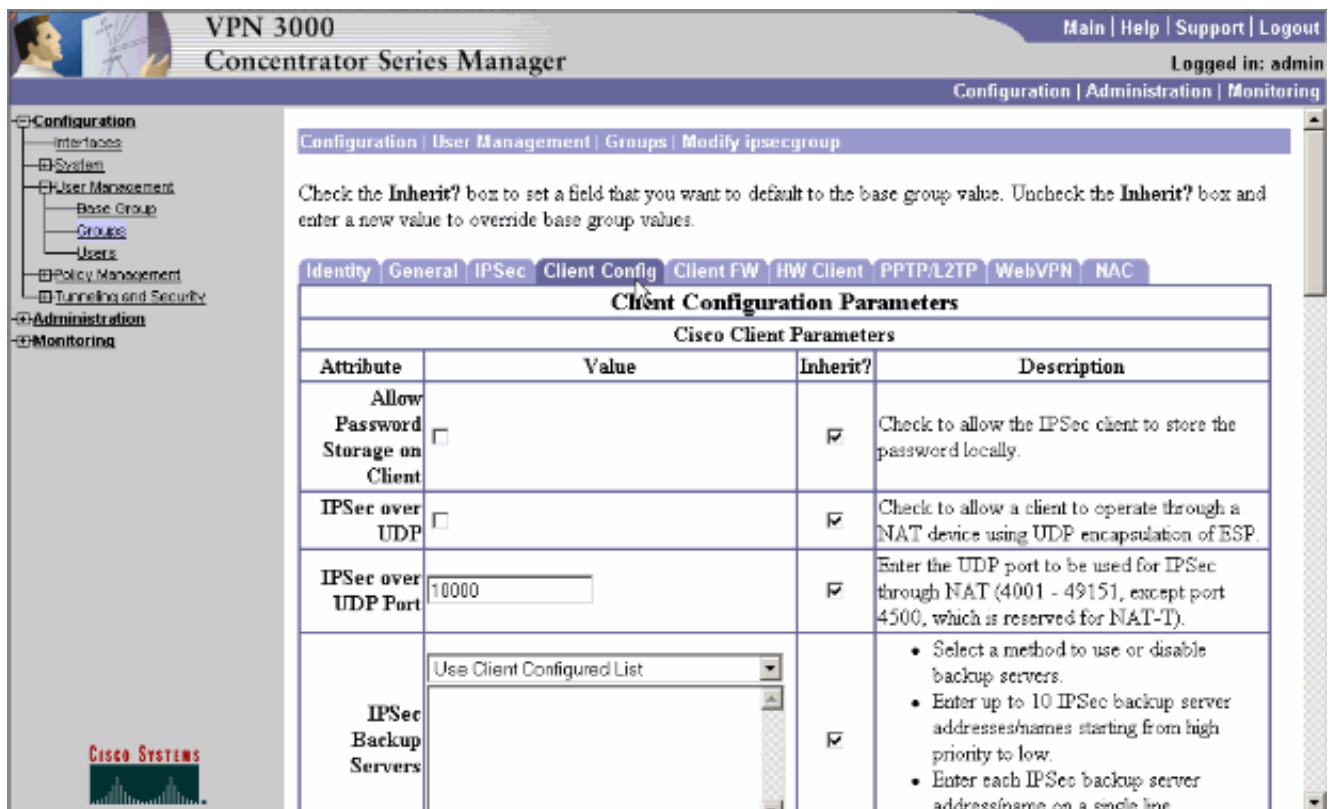 VPN 3000
Concentrator Series Manager
Main | Help | Support | Logout
Logged in: admin
Configuration | Administration | Monitoring
Configuration
Interfaces
System
User Management
Base Group
Groups
Users
Policy Management
Tunneling and Security
Administration
Monitoring
CISCO SYSTEMS
Configuration | User Management | Groups | Modify ipsecgroup
Check the Inherit? box to set a field that you want to default to the base group value. Uncheck the Inherit? box and
enter a new value to override base group values.
Identity General IPSec Client Config Client FW HW Client PPTP/L2TP WebVPN NAC
Client Configuration Parameters
Cisco Client Parameters
Attribute Value Inherit? Description
Allow
Password
Storage on
Client
Check to allow the IPSec client to store the
password locally.
IPSec over
UDP
Check to allow a client to operate through a
NAT device using UDP encapsulation of ESP.
IPSec over
UDP Port
10000
Enter the UDP port to be used for IPSec
through NAT (4001 - 49151, except port
4500, which is reserved for NAT-T).
IPSec
Backup
Servers
Use Client Configured List
• Select a method to use or disable
backup servers.
• Enter up to 10 IPSec backup server
addresses/names starting from high
priority to low.
• Enter each IPSec backup server
address/name on a single line.